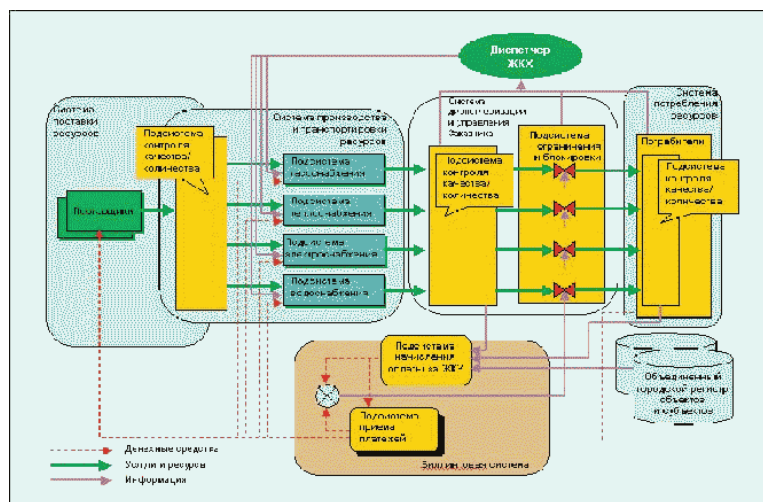 Диспетчер
ЖКХ
Система
поставки
ресурсов
Система производства
и транспортировки
ресурсов
Система
диспетчеризации
и управления
Заказчика
Система
потребления
ресурсов
Подсистема
контроля
качества/
количества
Подсистема
газоснабжения
Подсистема
теплоснабжения
Подсистема
электроснабжения
Подсистема
водоснабжения
Поставщики
Подсистема
контроля
качества/
количества
Подсистема
ограничения
и блокировки
Потребители
Подсистема
контроля
качества/
количества
Подсистема
начисления
оплаты за ЖКУ
Подсистема
приема
платежей
Объединенный
городской регистр
объектов
и субъектов
Денежные средства
Услуги и ресурсы
Информация
Биллинговая система